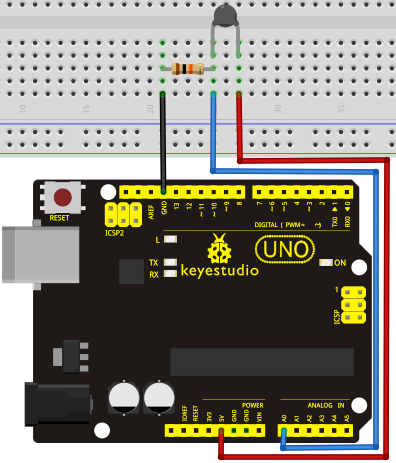 10 15 20 25 30 35
RESET
ICSP2
AREF
GND
13
12
~11
~10
~9
8
7
~6
~5
4
~3
2
TX0 ▶1
RX0 ◀0
DIGITAL ( PWM= ~ )
L
TX
RX
keyestudio
UNO
ON
1
ICSP
POWER
ANALOG IN
IOREF
RESET
3V3
5V
GND
GND
VIN
A0
A1
A2
A3
A4
A5